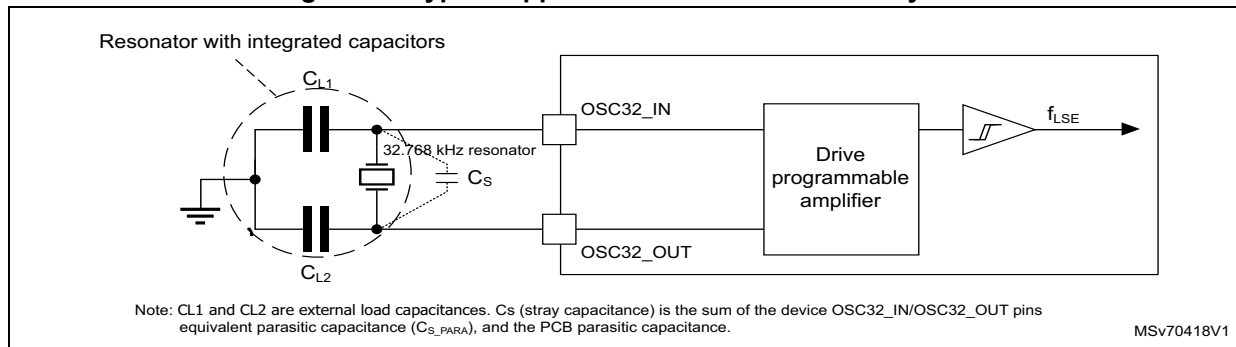 Resonator with integrated capacitors
CL1
OSC32_IN
fLSE
32.768 kHz resonator
CS
Drive
programmable
amplifier
OSC32_OUT
CL2
Note: CL1 and CL2 are external load capacitances. Cs (stray capacitance) is the sum of the device OSC32_IN/OSC32_OUT pins
equivalent parasitic capacitance (CS_PARA), and the PCB parasitic capacitance.
MSv70418V1